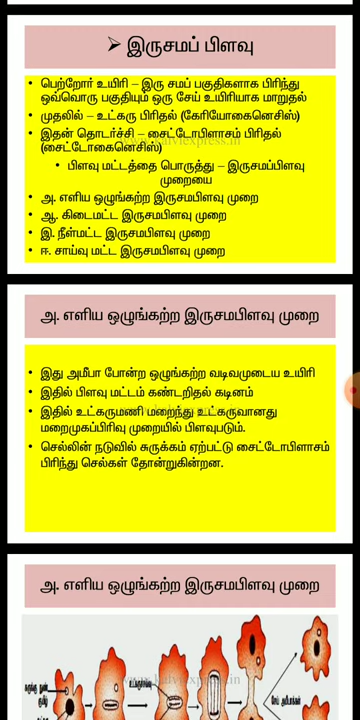 ➢ இருசமப் பிளவு
• பெற்றோர் உயிரி – இரு சமப் பகுதிகளாக பிரிந்து
ஒவ்வொரு பகுதியும் ஒரு சேய் உயிரியாக மாறுதல்
• முதலில் – உட்கரு பிரிதல் (கேரியோகைனெசிஸ்)
• இதன் தொடர்ச்சி – சைட்டோபிளாசம் பிரிதல்
(சைட்டோகைனெசிஸ்)
• பிளவு மட்டத்தை பொருத்து – இருசமப்பிளவு
முறையை
• அ. எளிய ஒழுங்கற்ற இருசமபிளவு முறை
• ஆ. கிடைமட்ட இருசமபிளவு முறை
• இ. நீள்மட்ட இருசமபிளவு முறை
• ஈ. சாய்வு மட்ட இருசமபிளவு முறை
அ. எளிய ஒழுங்கற்ற இருசமபிளவு முறை
• இது அமீபா போன்ற ஒழுங்கற்ற வடிவமுடைய உயிரி
• இதில் பிளவு மட்டம் கண்டறிதல் கடினம்
• இதில் உட்கருமணி மறைந்து உட்கருவானது
மறைமுகப்பிரிவு முறையில் பிளவுபடும்.
• செல்லின் நடுவில் சுருக்கம் ஏற்பட்டு சைட்டோபிளாசம்
பிரிந்து செல்கள் தோன்றுகின்றன.
அ. எளிய ஒழுங்கற்ற இருசமபிளவு முறை
சேய் அமீபாக்கள்